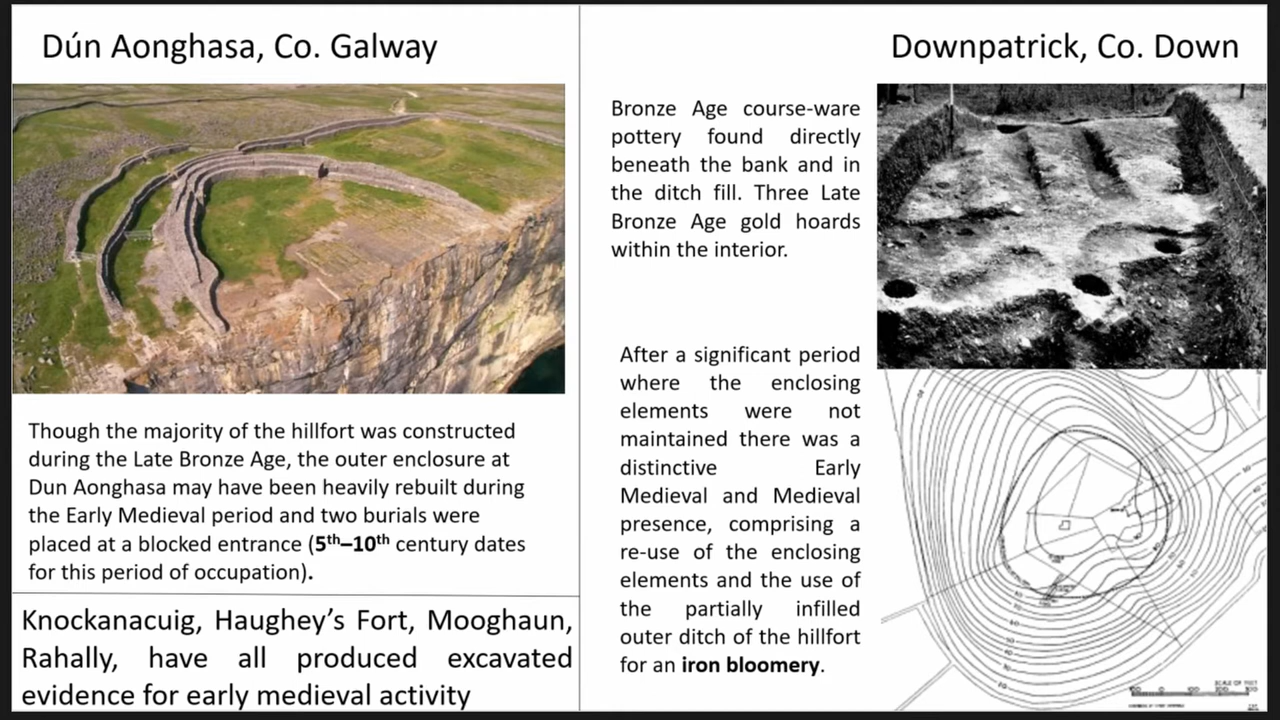 Dún Aonghasa, Co. Galway
Though the majority of the hillfort was constructed
during the Late Bronze Age, the outer enclosure at
Dun Aonghasa may have been heavily rebuilt during
the Early Medieval period and two burials were
placed at a blocked entrance (5th–10th century dates
for this period of occupation).
Knockanacuig, Haughey’s Fort, Mooghaun,
Rahally, have all produced excavated
evidence for early medieval activity
Downpatrick, Co. Down
Bronze Age course-ware
pottery found directly
beneath the bank and in
the ditch fill. Three Late
Bronze Age gold hoards
within the interior.
After a significant period
where the enclosing
elements were not
maintained there was a
distinctive Early
Medieval and Medieval
presence, comprising a
re-use of the enclosing
elements and the use of
the partially infilled
outer ditch of the hillfort
for an iron bloomery.
SCALE OF FEET